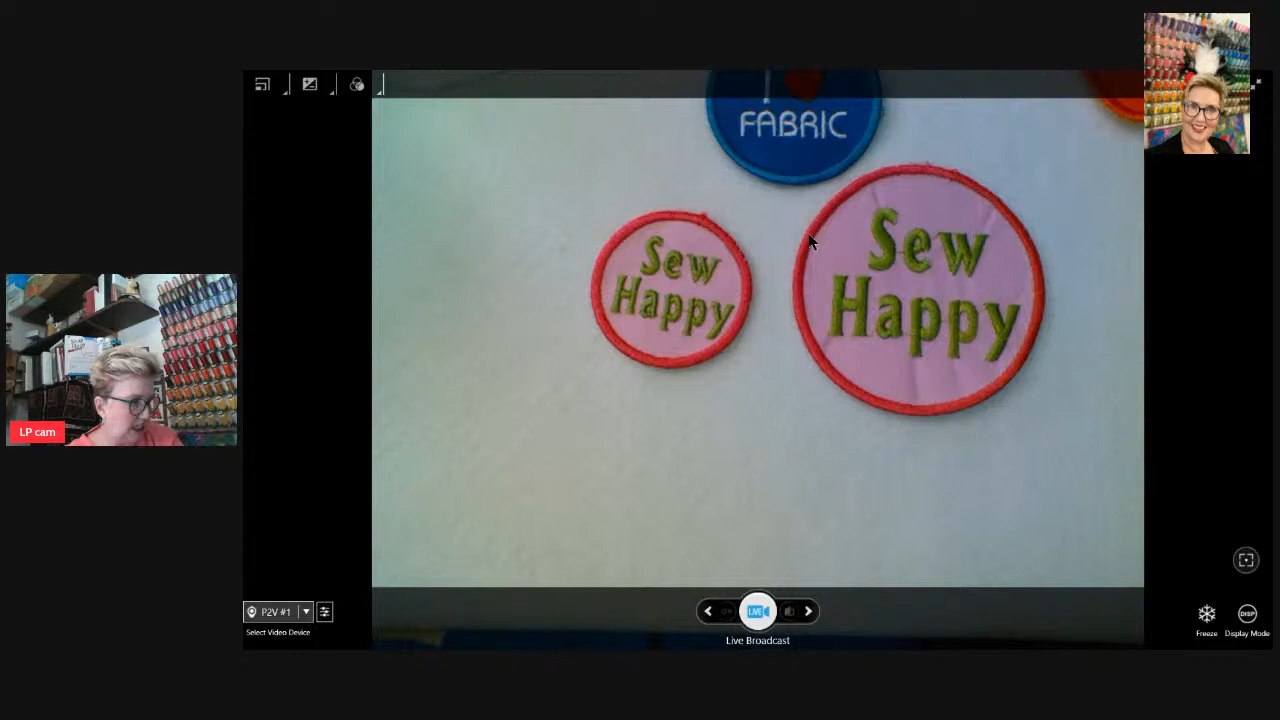 FABRIC
Sew
Happy
Sew
Happy
LP cam
P2V #1
Select Video Device
LIVE
Live Broadcast
Freeze
DISP
Display Mode